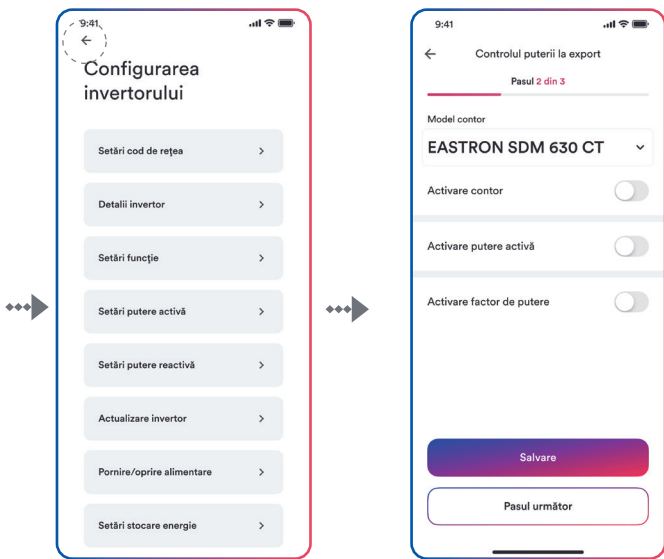 9:41
Configurarea
invertorului
Setări cod de rețea
Detalii invertor
Setări funcție
Setări putere activă
Setări putere reactivă
Actualizare invertor
Pornire/oprire alimentare
Setări stocare energie
9:41
Controlul puterii la export
Pasul 2 din 3
Model contor
EASTRON SDM 630 CT
Activare contor
Activare putere activă
Activare factor de putere
Salvare
Pasul următor